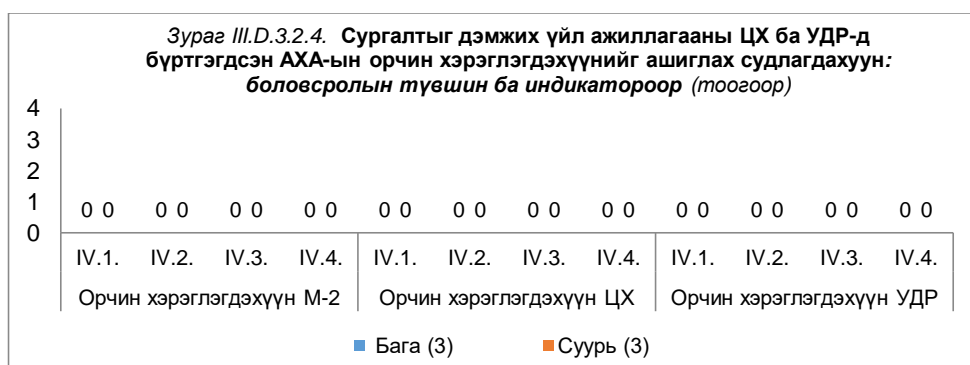 Зураг III.D.3.2.4. Сургалтыг дэмжих үйл ажиллагааны ЦХ ба УДР-д
бүртгэгдсэн АХА-ын орчин хэрэглэгдэхүүнийг ашиглах судлагдахуун:
боловсролын түвшин ба индикатороор (тоогоор)
4
3
2
1
0
0 0 0 0 0 0 0 0 0 0 0 0 0 0 0 0 0 0 0 0 0 0 0 0
IV.1. IV.2. IV.3. IV.4. IV.1. IV.2. IV.3. IV.4. IV.1. IV.2. IV.3. IV.4.
Орчин хэрэглэгдэхүүн М-2 Орчин хэрэглэгдэхүүн ЦХ Орчин хэрэглэгдэхүүн УДР
Бага (3) Суурь (3)